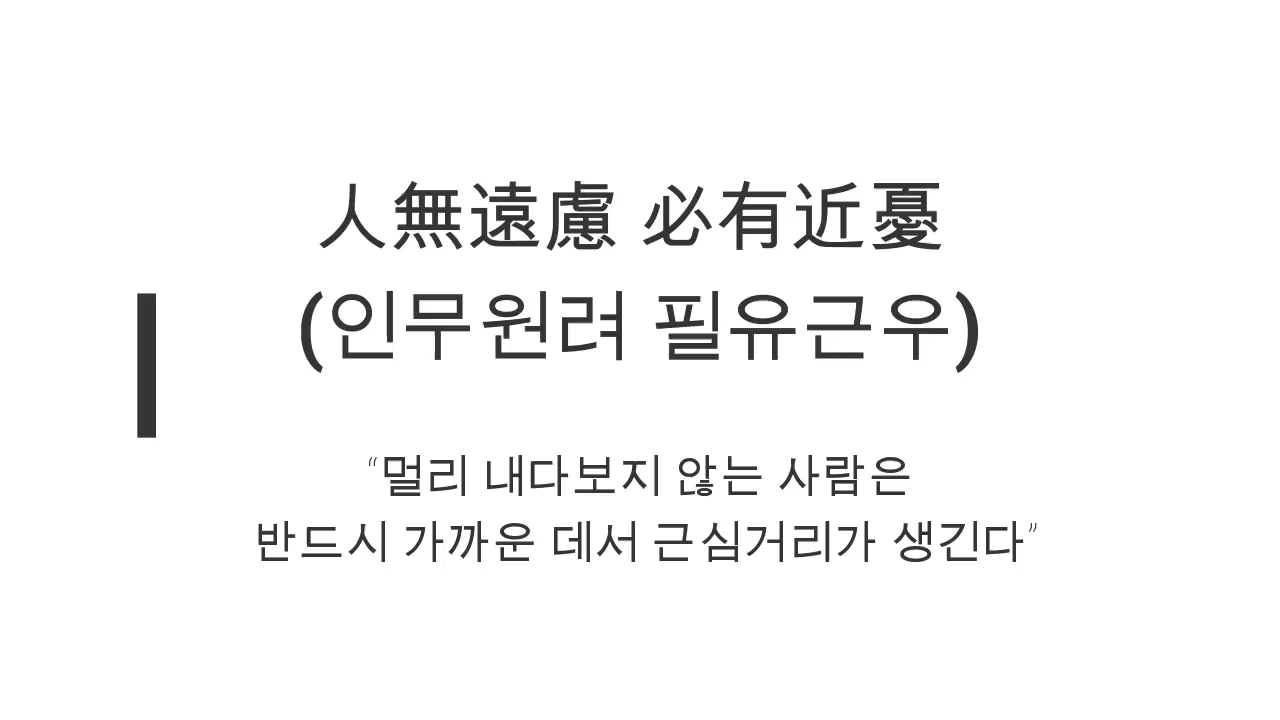 人無遠慮 必有近憂
(인무원려 필유근우)
“멀리 내다보지 않는 사람은
반드시 가까운 데서 근심거리가 생긴다”